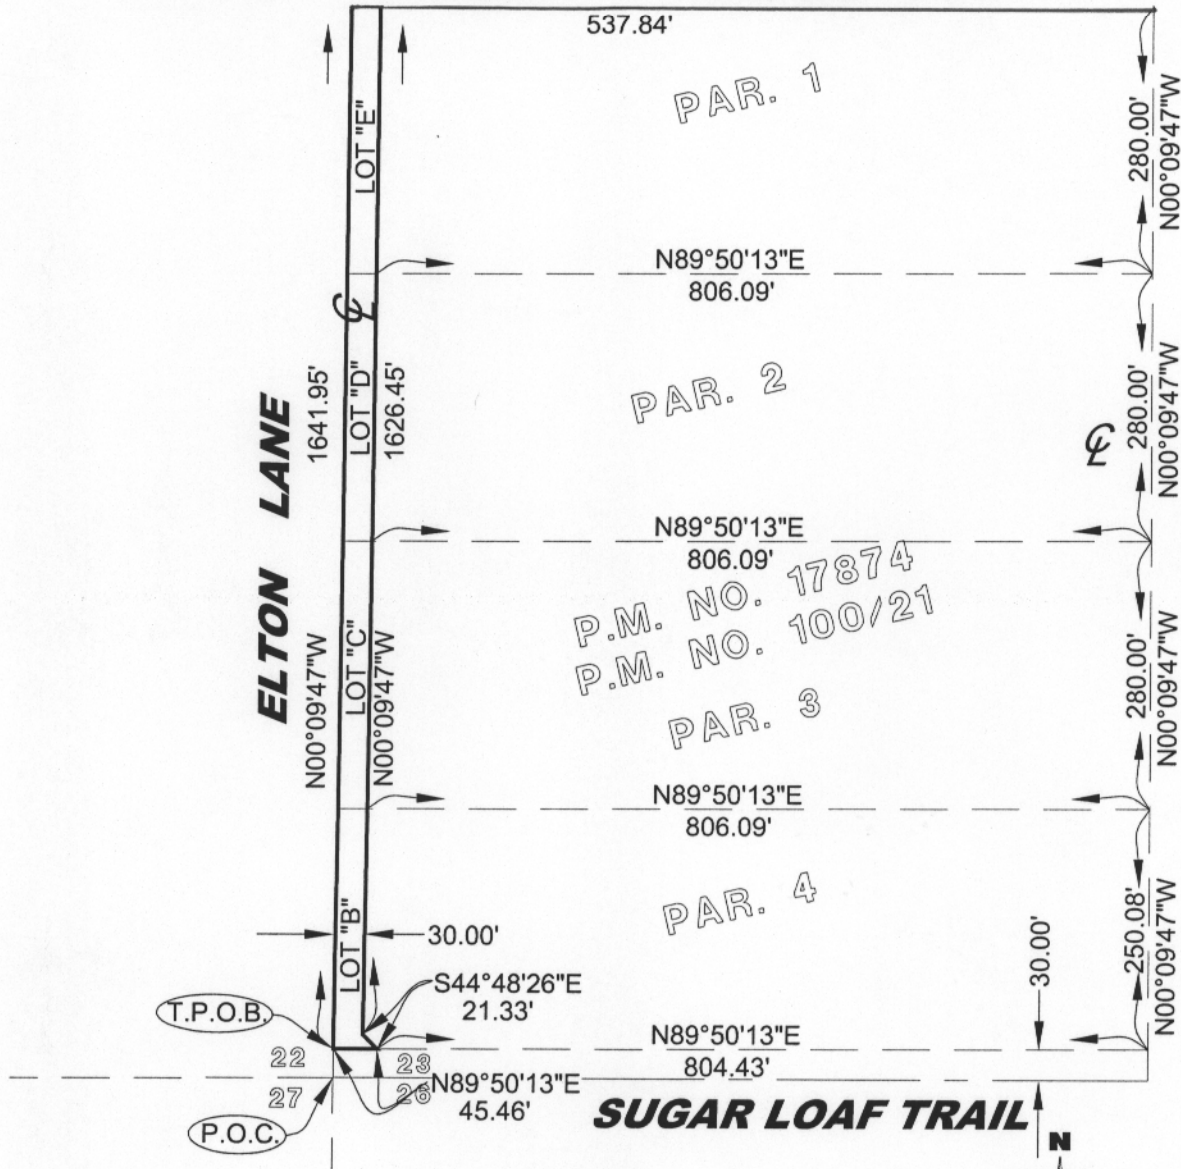 537.84'
PAR. 1
LOT "E"
280.00'
N00°09'47"W
N89°50'13"E
806.09'
℄
PAR. 2
ELTON LANE
1641.95'
LOT "D"
1626.45'
℄
280.00'
N00°09'47"W
N89°50'13"E
806.09'
P.M. NO. 17874
P.M. NO. 100/21
PAR. 3
N00°09'47"W
LOT "C"
N00°09'47"W
280.00'
N00°09'47"W
N89°50'13"E
806.09'
PAR. 4
LOT "B"
30.00'
S44°48'26"E
21.33'
30.00'
250.08'
N00°09'47"W
T.P.O.B.
N89°50'13"E
804.43'
22
23
27
26
N89°50'13"E
45.46'
P.O.C.
SUGAR LOAF TRAIL
N